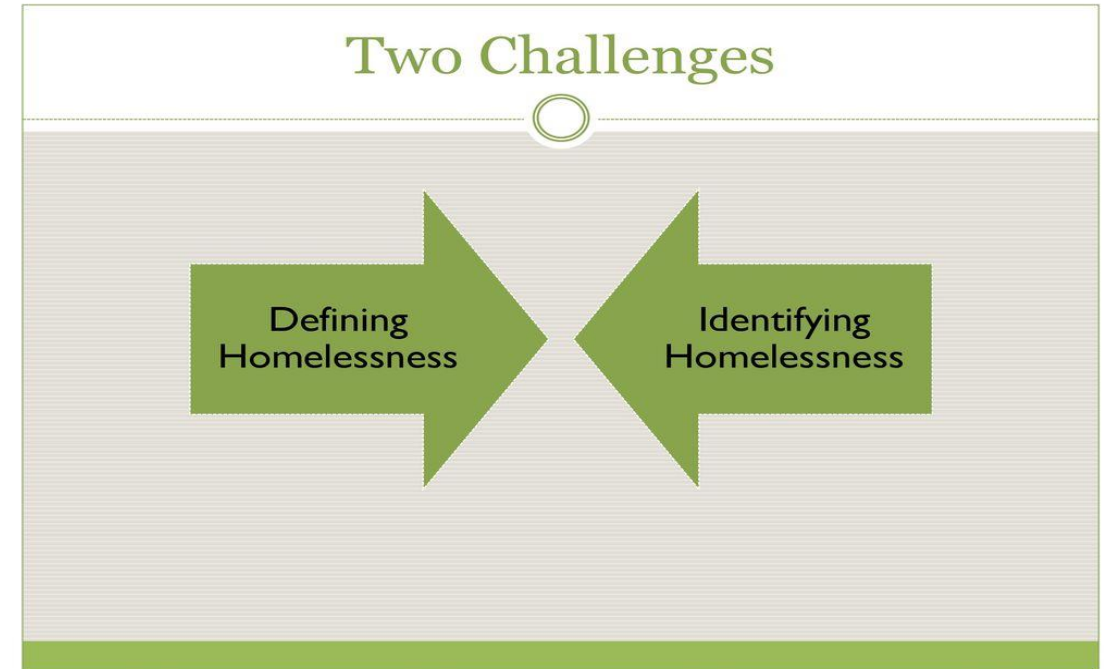 Two Challenges
Defining
Homelessness
Identifying
Homelessness